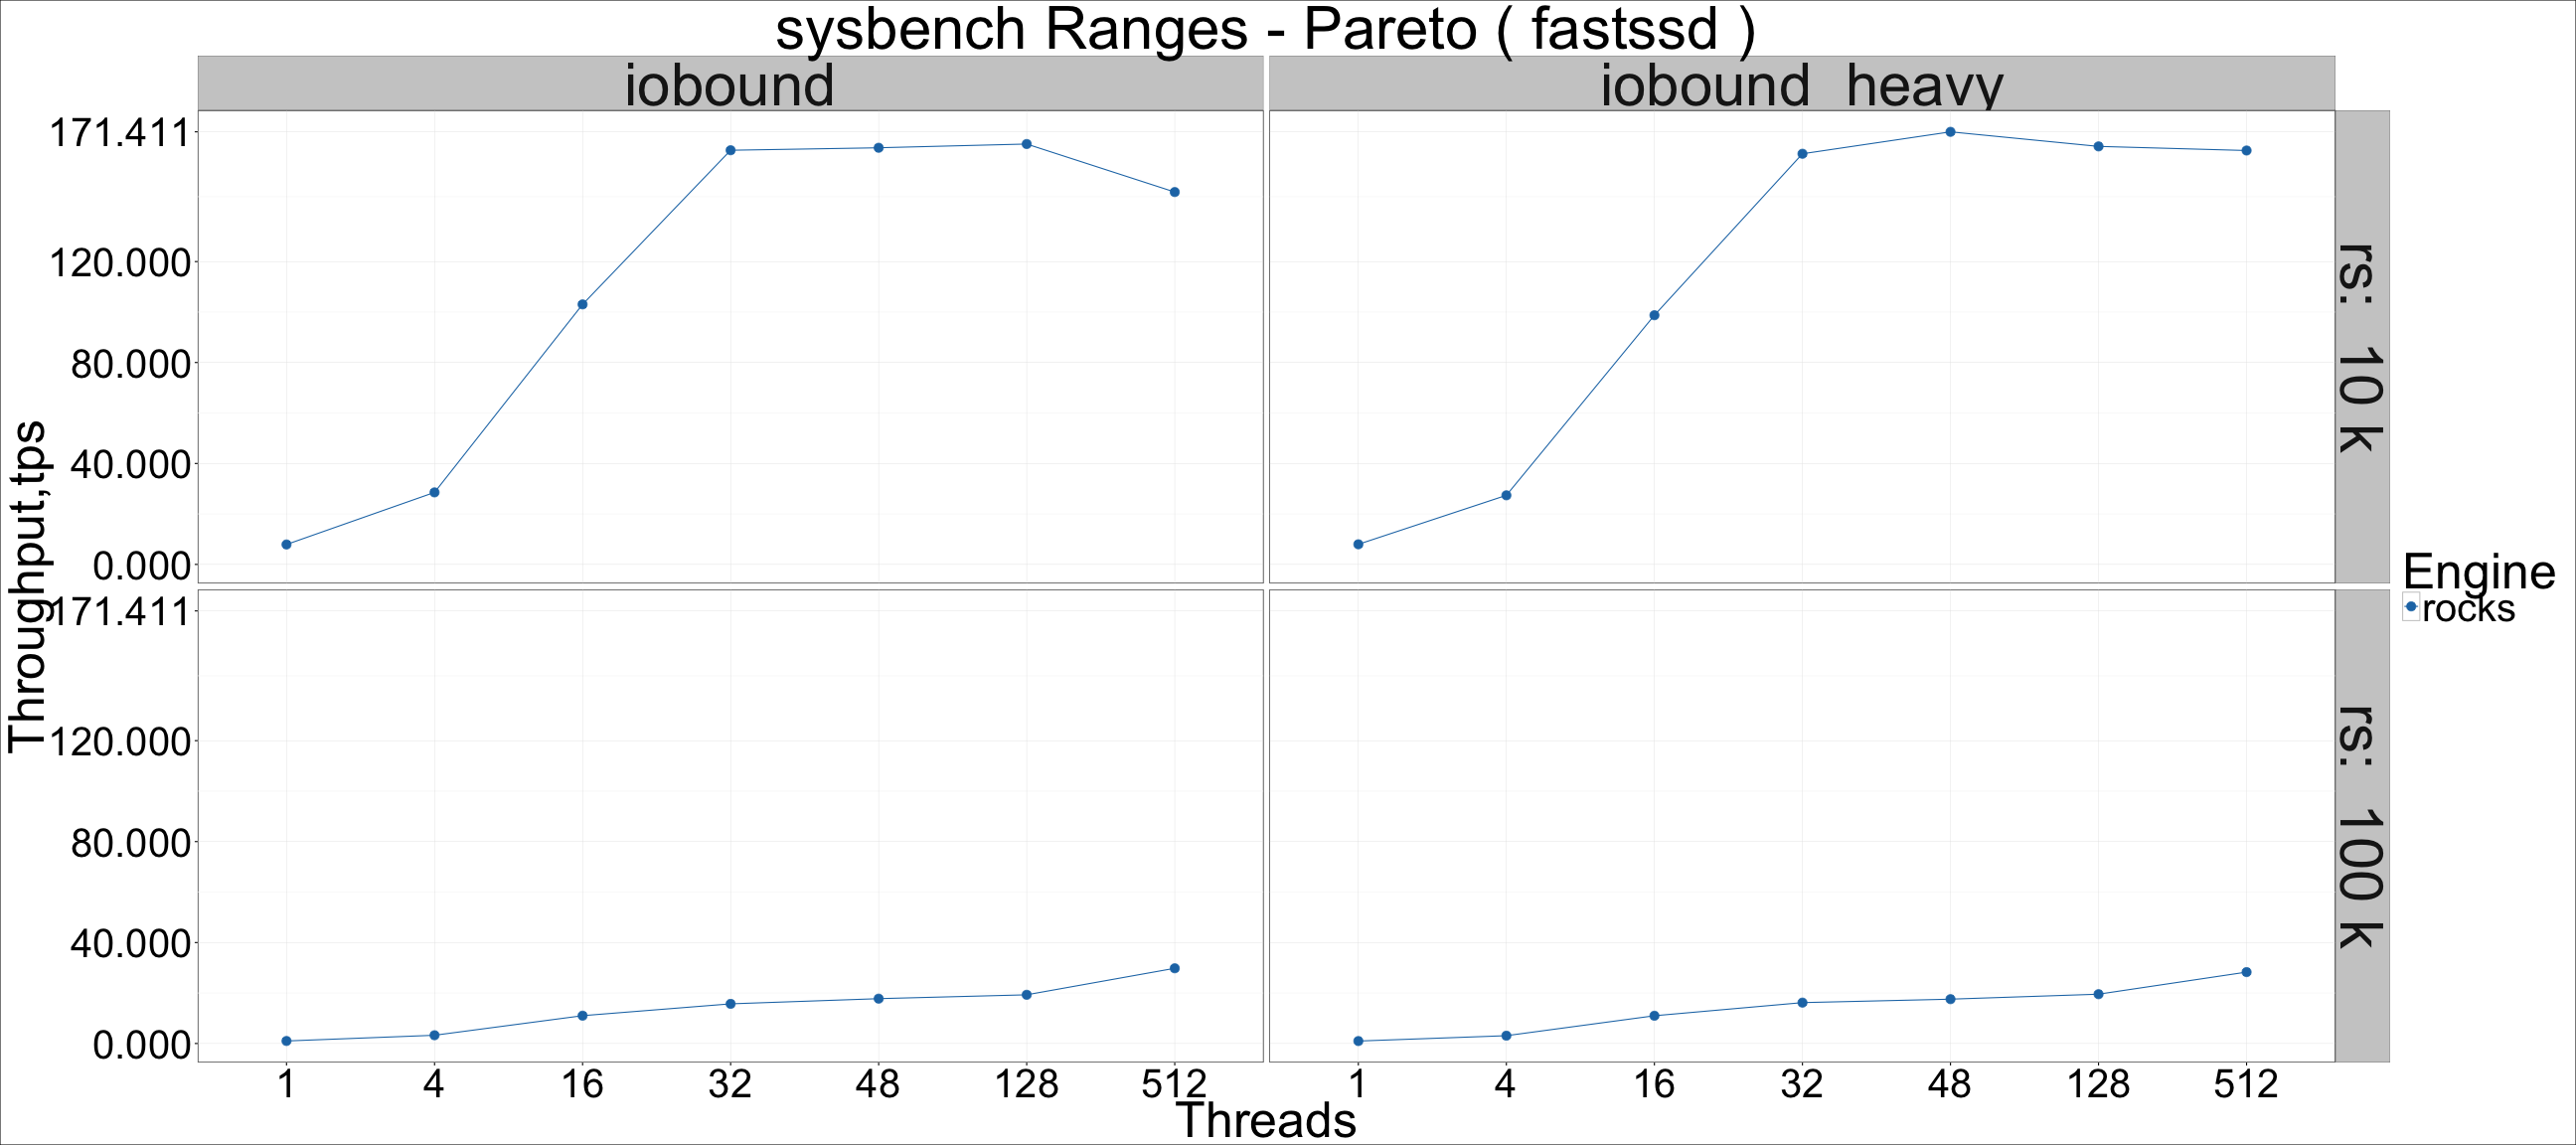 sysbench Ranges - Pareto ( fastssd )
iobound
iobound heavy
171.411
120.000
80.000
40.000
0.000
rs: 10 k
171.411
120.000
80.000
40.000
0.000
rs: 100 k
Throughput,tps
1 4 16 32 48 128 512
1 4 16 32 48 128 512
Threads
Engine
rocks